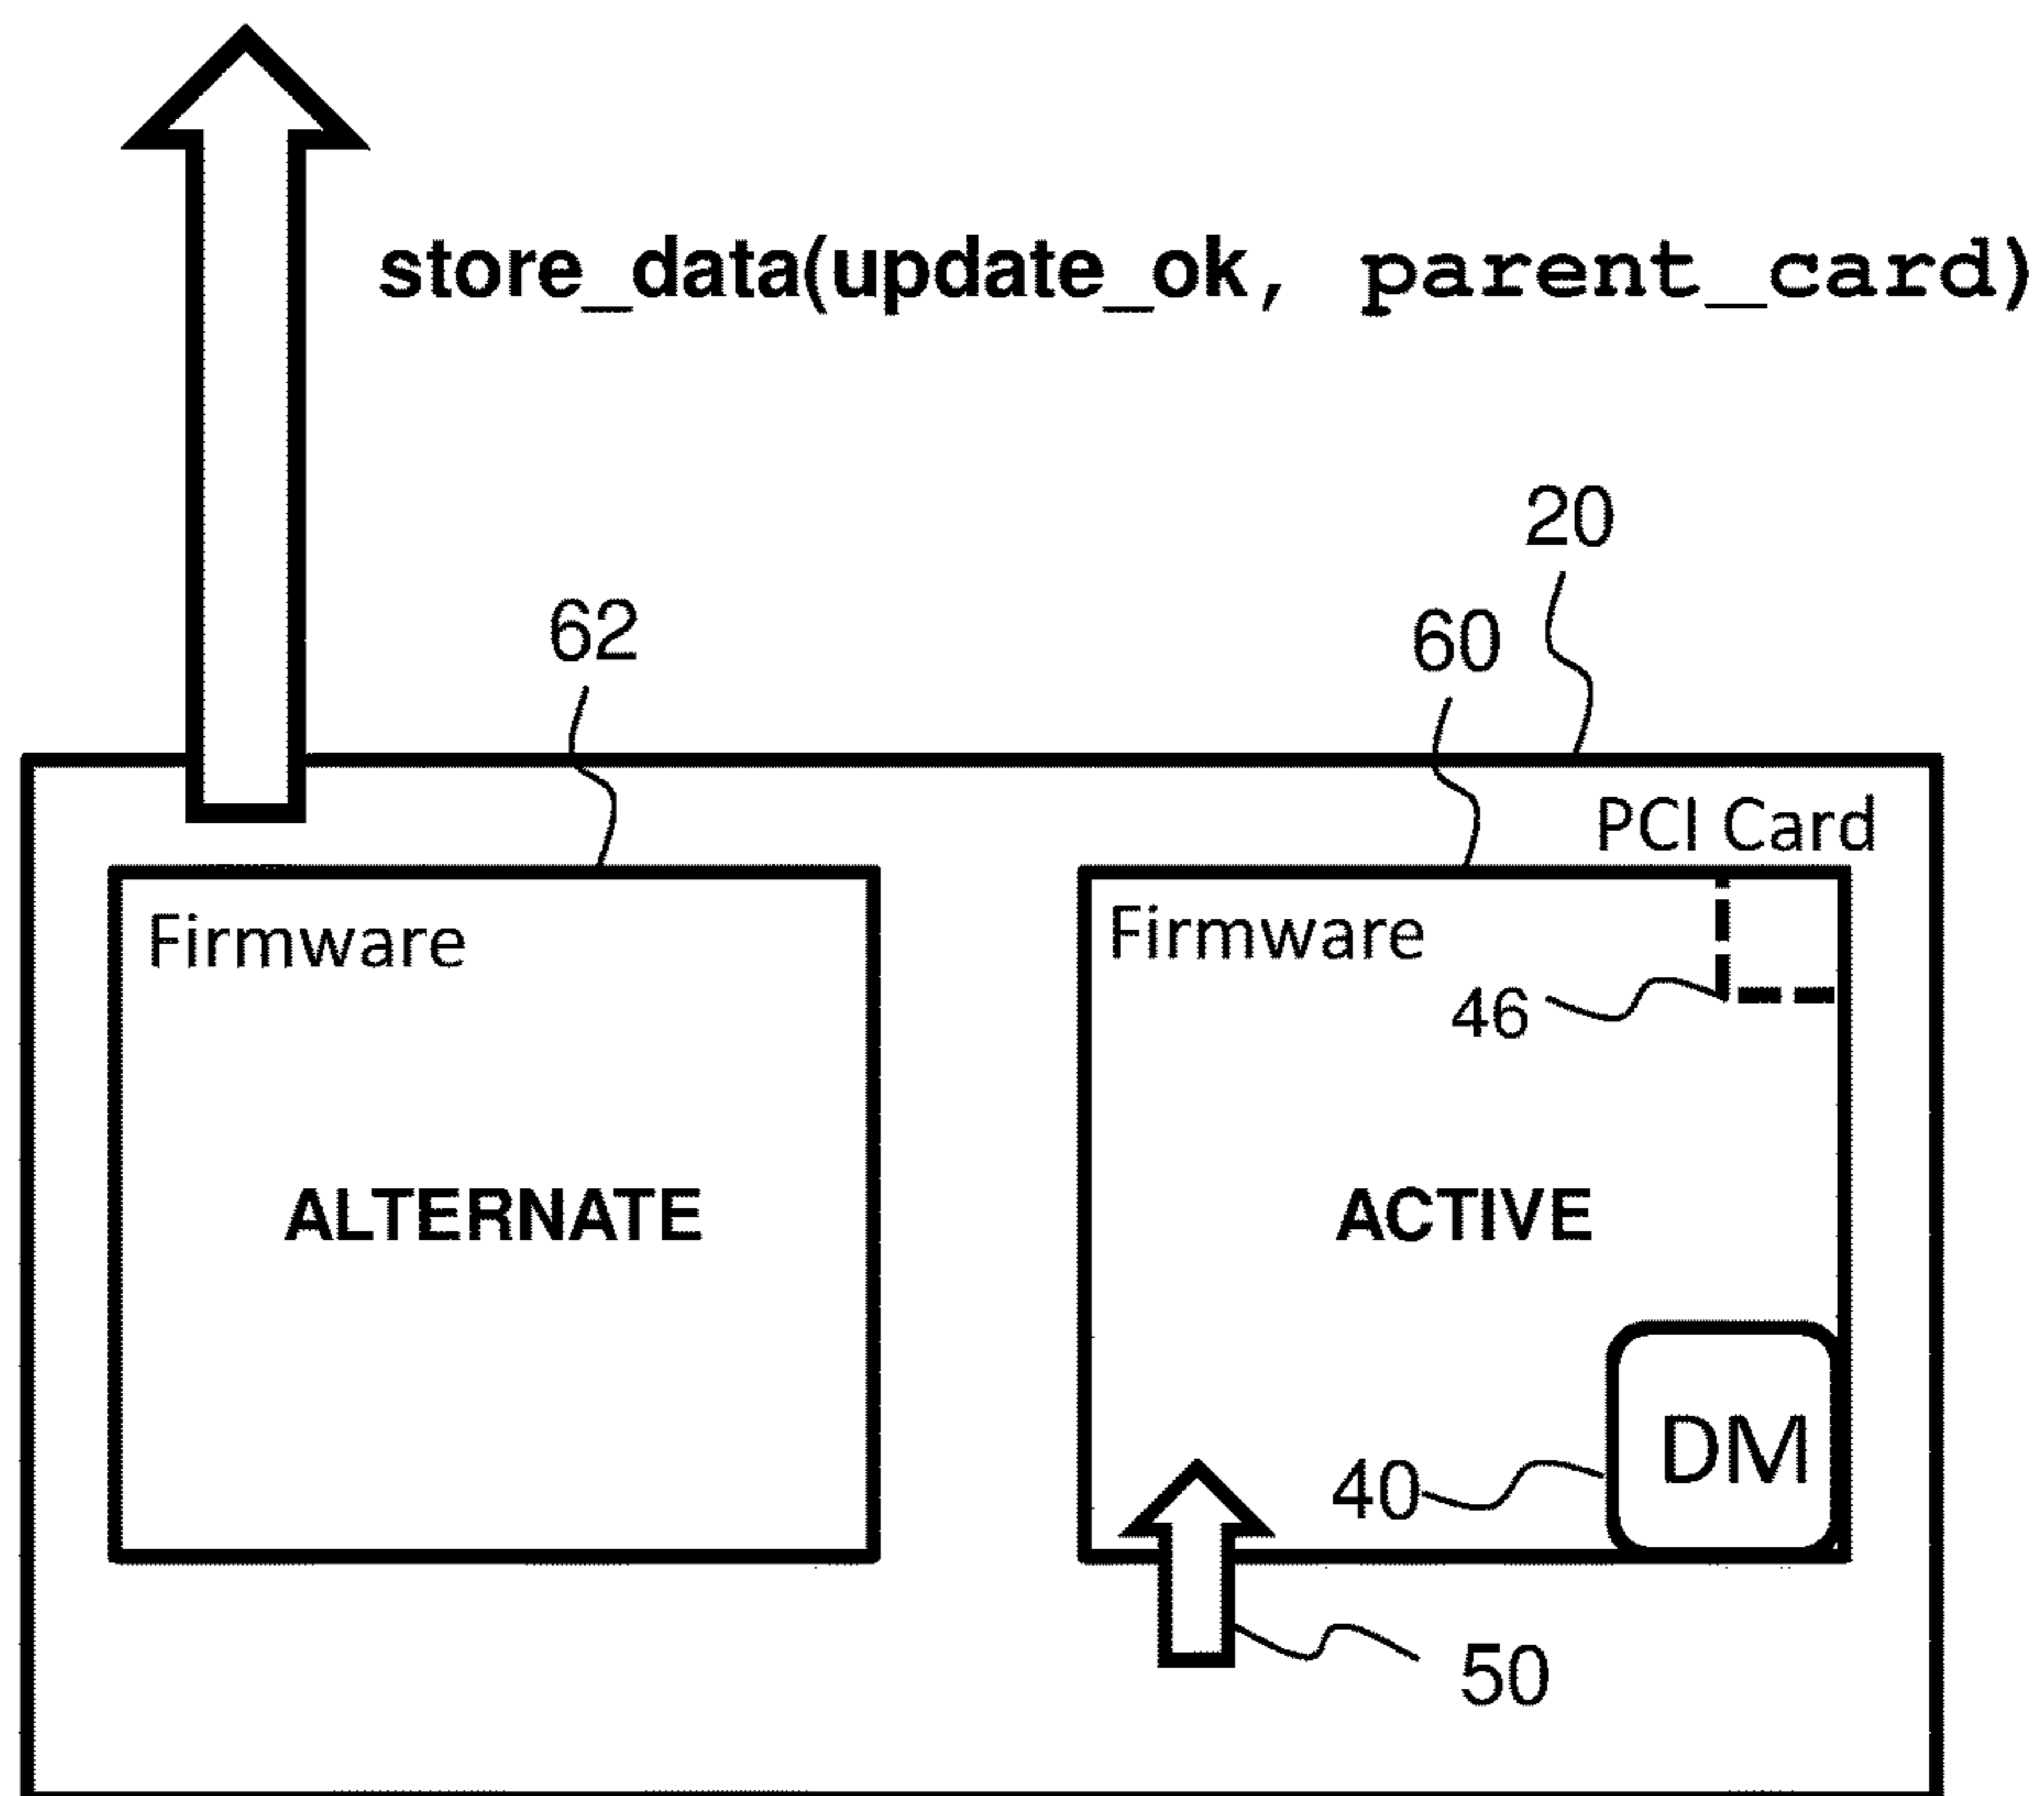 store_data(update_ok, parent_card)
20
62
60
PCI Card
Firmware
Firmware
46
ALTERNATE
ACTIVE
DM
40
50